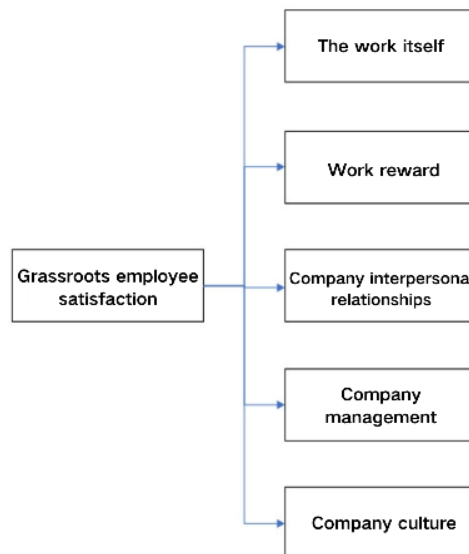 The work itself
Work reward
Grassroots employee
satisfaction
Company interpersona
relationships
Company
management
Company culture